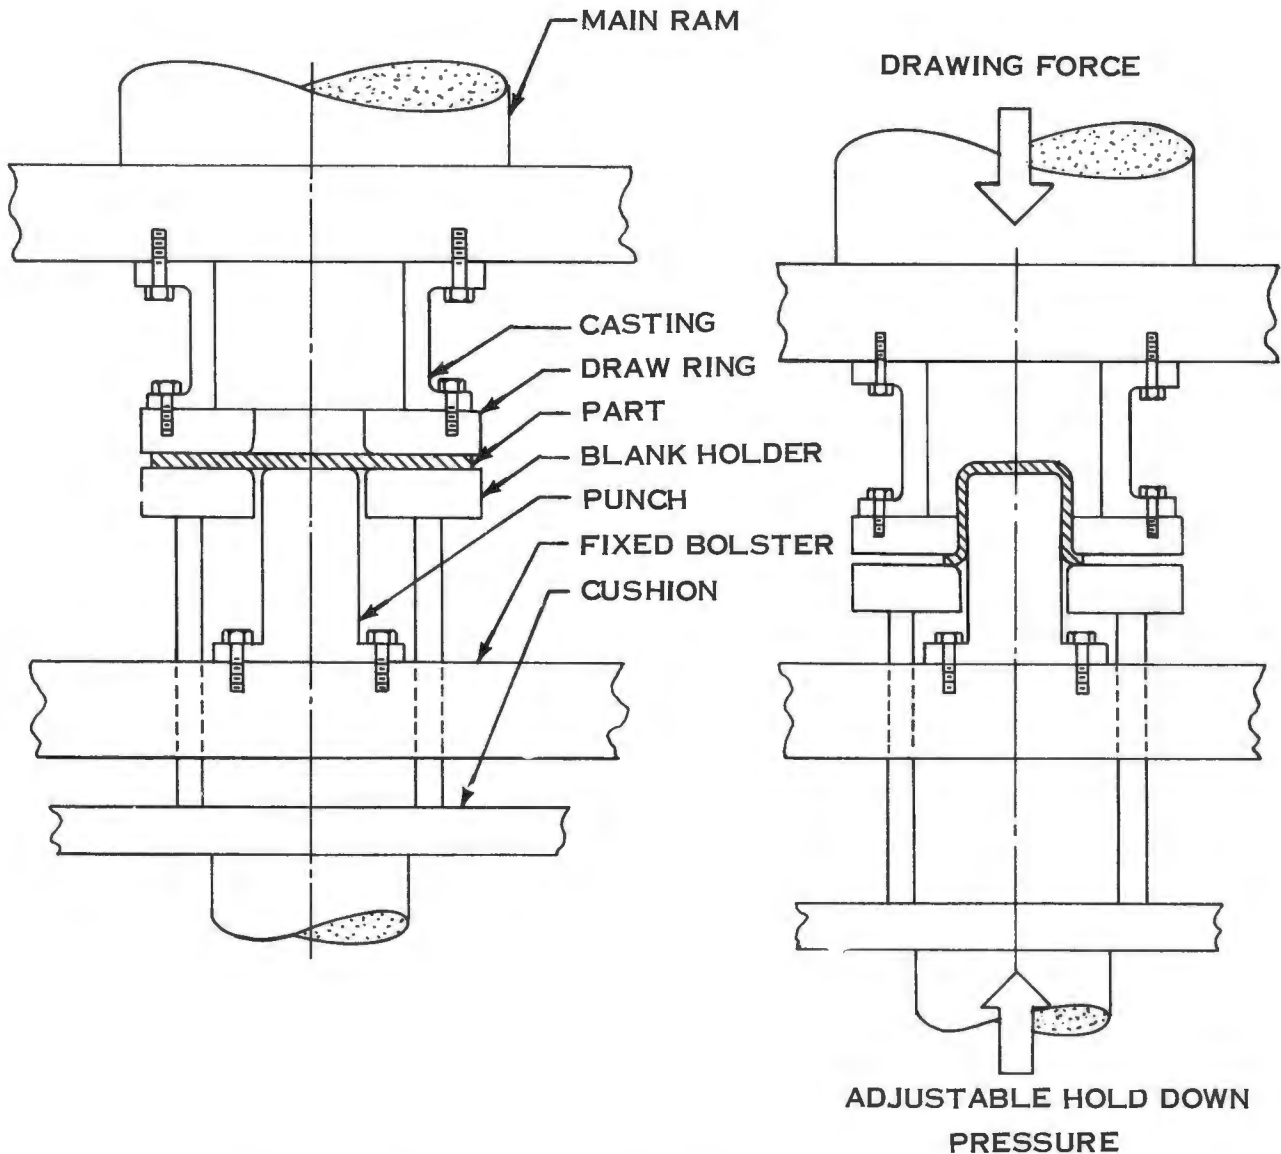 MAIN RAM
DRAWING FORCE
CASTING
DRAW RING
PART
BLANK HOLDER
PUNCH
FIXED BOLSTER
CUSHION
ADJUSTABLE HOLD DOWN
PRESSURE